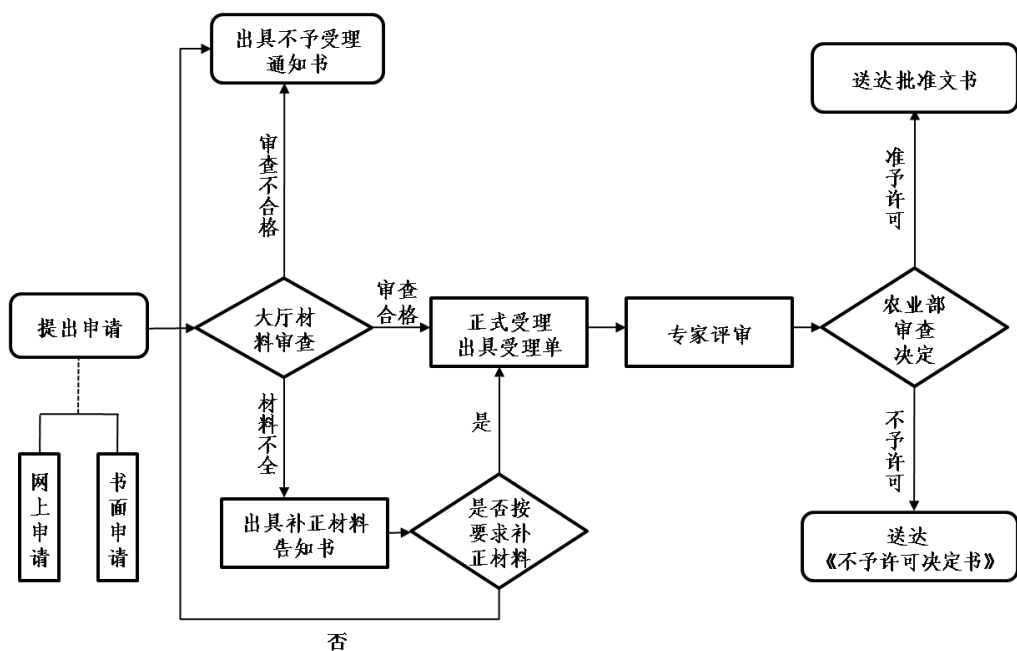 出具不予受理
通知书
送达批准文书
审查不合格
准予许可
提出申请
大厅材
料审查
审查
合格
正式受理
出具受理单
专家评审
农业部
审查
决定
材料不全
是
不予许可
网上申请
书面申请
出具补正材料
告知书
是否按
要求补
正材料
送达
《不予许可决定书》
否